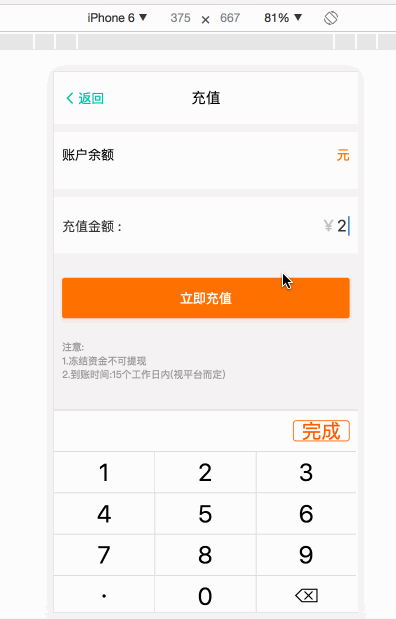 iPhone 6 ▼ 375 × 667 81% ▼
返回 充值
账户余额 元
充值金额 : ¥ 2
立即充值
注意:
1.冻结资金不可提现
2.到账时间:15个工作日内(视平台而定)
完成
1 2 3
4 5 6
7 8 9
· 0